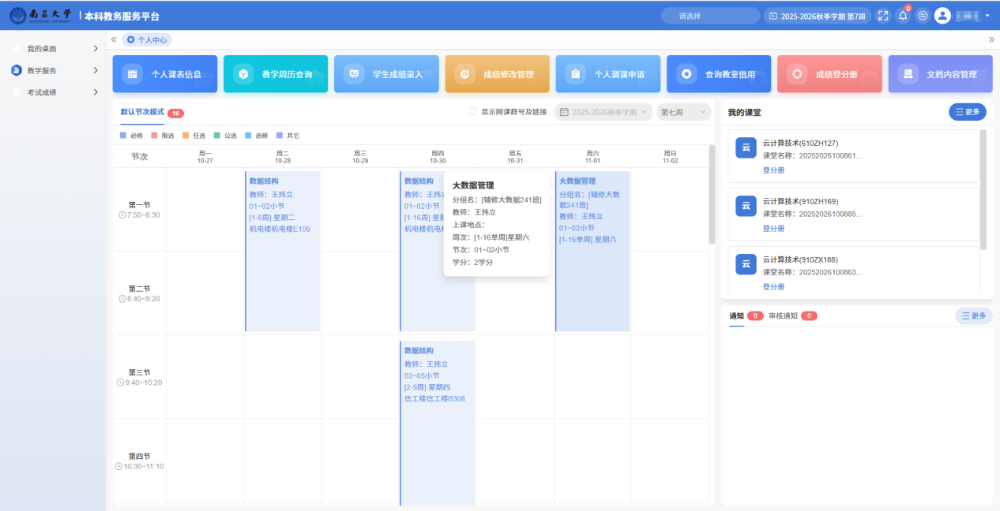 南昌大学
NANCHANG UNIVERSITY
本科教务服务平台
请选择
2025-2026秋季学期 第7周
0
我的桌面
教学服务
考试成绩
个人中心
个人课表信息
教学周历查询
学生成绩录入
成绩修改管理
个人调课申请
查询教室借用
成绩登分册
文档内容管理
默认节次模式 16
显示网课群号及链接
2025-2026秋季学期
第七周
必修 限选 任选 公选 选修 其它
节次
周一
10-27
周二
10-28
周三
10-29
周四
10-30
周五
10-31
周六
11-01
周日
11-02
第一节
7:50~8:30
数据结构
教师：王炜立
01~02小节
[1-8周] 星期二
机电楼机电楼E109
数据结构
教师：王炜
01~02小节
[1-16周] 星
机电楼机电
大数据管理
分组名：[辅修大数据241班]
教师：王炜立
上课地点：
周次：[1-16单周]星期六
节次：01~02小节
学分：2学分
大数据管理
分组名：[辅修大数
据241班]
教师：王炜立
01~02小节
[1-16单周] 星期六
第二节
8:40~9:20
第三节
9:40~10:20
数据结构
教师：王炜立
03~05小节
[2-9周] 星期四
信工楼信工楼B308
第四节
10:30~11:10
我的课堂
更多
云
云计算技术(610ZH127)
课堂名称：20252026100861...
登分册
云
云计算技术(910ZH169)
课堂名称：20252026100885...
登分册
云
云计算技术(910ZX188)
课堂名称：20252026100863...
登分册
通知 0 审核通知 0
更多